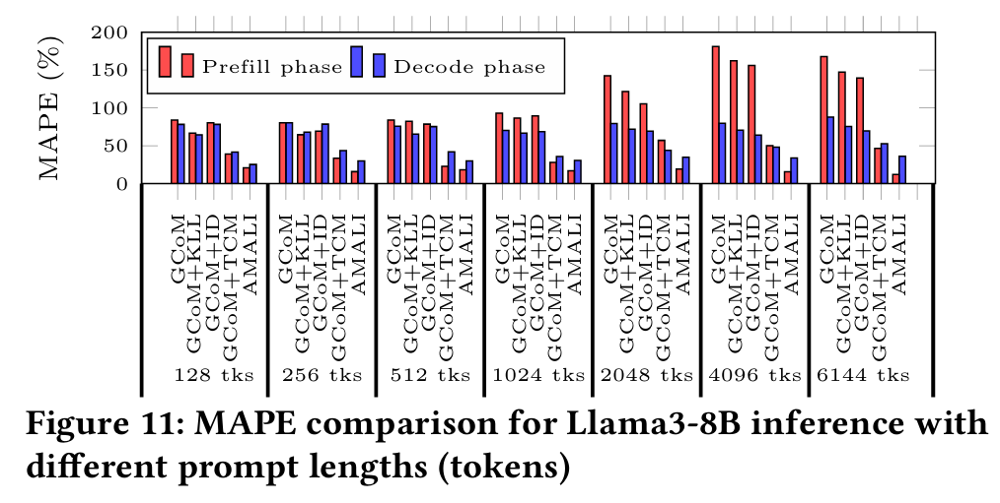 MAPE (%)
200
150
100
50
0
Prefill phase
Decode phase
GCoM
GCoM+KLL
GCoM+ID
GCoM+TCM
AMALI
128 tks
GCoM
GCoM+KLL
GCoM+ID
GCoM+TCM
AMALI
256 tks
GCoM
GCoM+KLL
GCoM+ID
GCoM+TCM
AMALI
512 tks
GCoM
GCoM+KLL
GCoM+ID
GCoM+TCM
AMALI
1024 tks
GCoM
GCoM+KLL
GCoM+ID
GCoM+TCM
AMALI
2048 tks
GCoM
GCoM+KLL
GCoM+ID
GCoM+TCM
AMALI
4096 tks
GCoM
GCoM+KLL
GCoM+ID
GCoM+TCM
AMALI
6144 tks
Figure 11: MAPE comparison for Llama3-8B inference with
different prompt lengths (tokens)